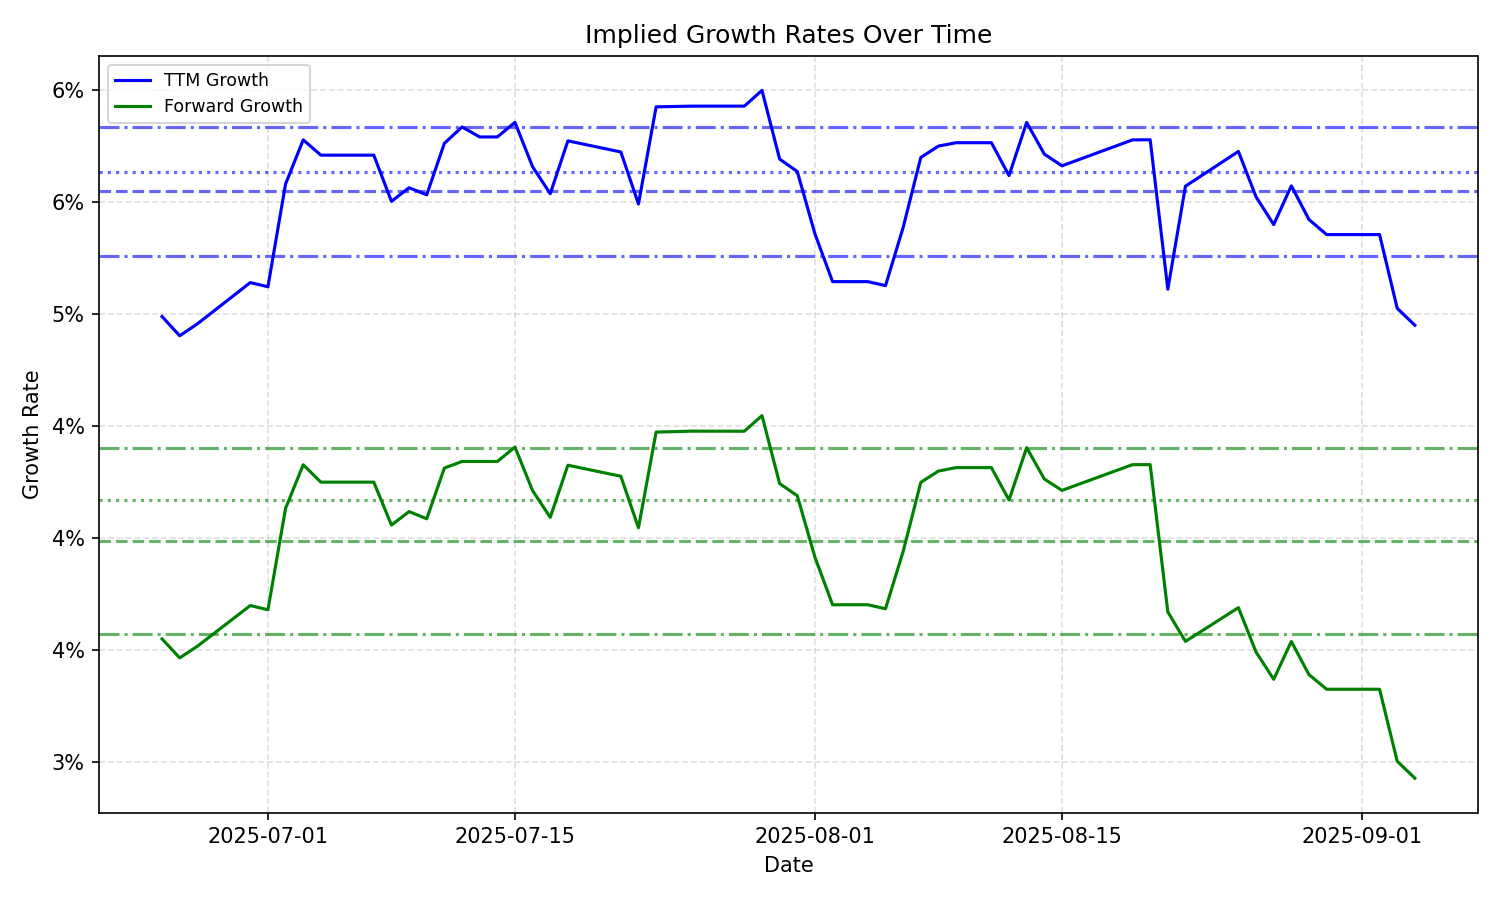 Implied Growth Rates Over Time
TTM Growth
Forward Growth
6%
6%
5%
4%
4%
4%
3%
Growth Rate
2025-07-01
2025-07-15
2025-08-01
2025-08-15
2025-09-01
Date